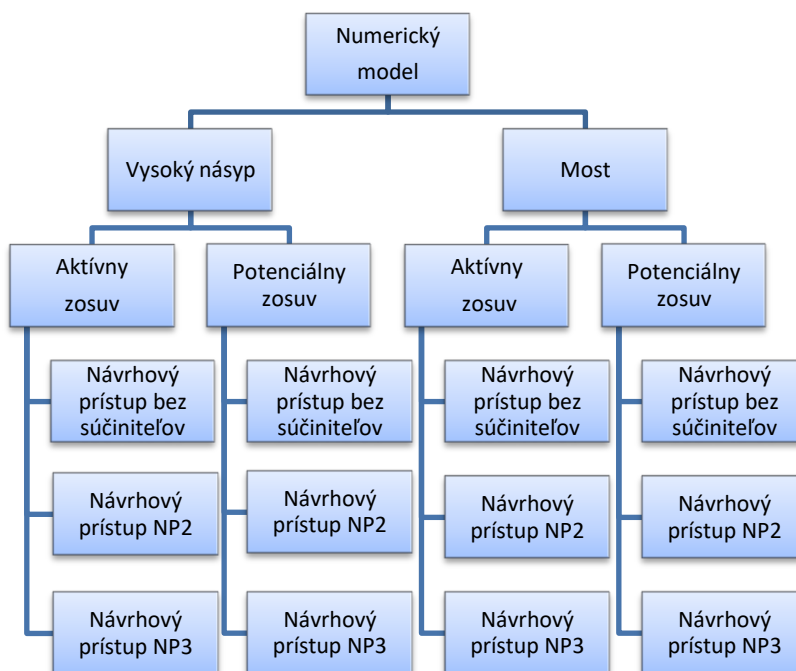 Numerický
model
Vysoký násyp
Most
Aktívny
zosuv
Potenciálny
zosuv
Aktívny
zosuv
Potenciálny
zosuv
Návrhový
prístup bez
súčiniteľov
Návrhový
prístup bez
súčiniteľov
Návrhový
prístup bez
súčiniteľov
Návrhový
prístup bez
súčiniteľov
Návrhový
prístup NP2
Návrhový
prístup NP2
Návrhový
prístup NP2
Návrhový
prístup NP2
Návrhový
prístup NP3
Návrhový
prístup NP3
Návrhový
prístup NP3
Návrhový
prístup NP3